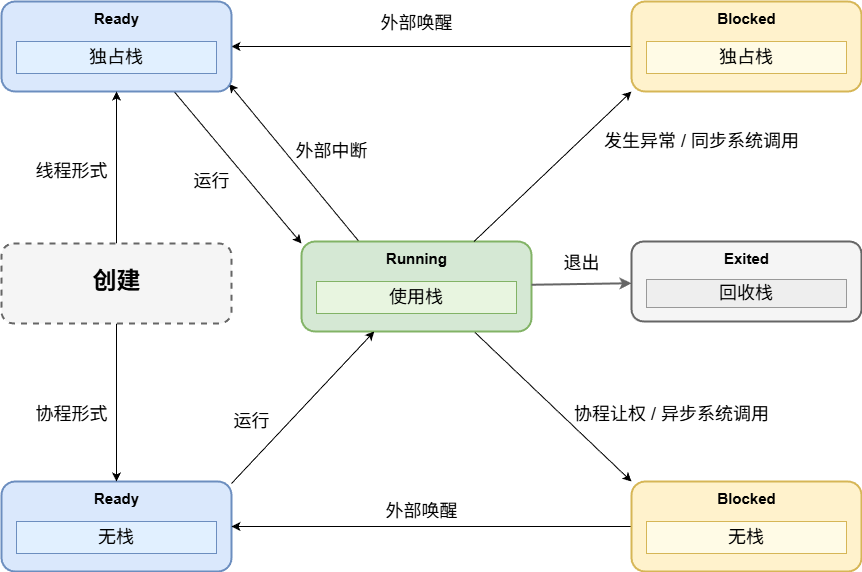 Ready
独占栈
外部唤醒
Blocked
独占栈
线程形式
运行
外部中断
发生异常 / 同步系统调用
创建
Running
使用栈
退出
Exited
回收栈
协程形式
运行
协程让权 / 异步系统调用
Ready
无栈
外部唤醒
Blocked
无栈